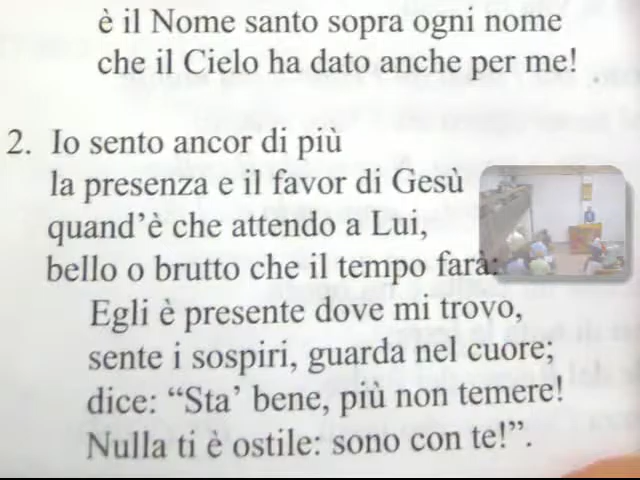 è il Nome santo sopra ogni nome
che il Cielo ha dato anche per me!
2. Io sento ancor di più
la presenza e il favor di Gesù
quand’è che attendo a Lui,
bello o brutto che il tempo farà:
Egli è presente dove mi trovo,
sente i sospiri, guarda nel cuore;
dice: “Sta’ bene, più non temere!
Nulla ti è ostile: sono con te!”.